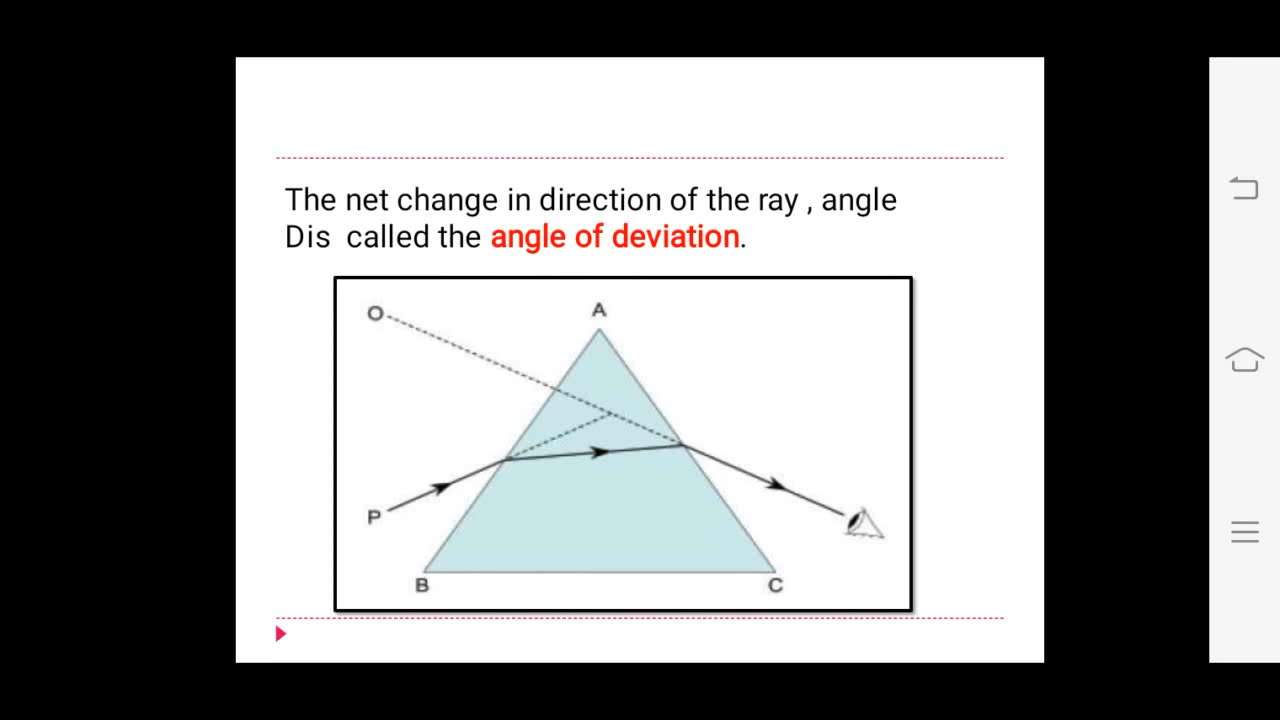 The net change in direction of the ray , angle
Dis called the angle of deviation.
O
A
P
B
C